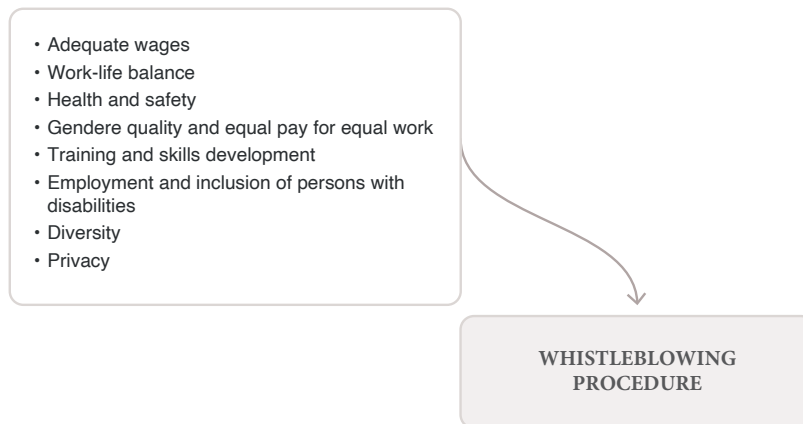 • Adequate wages
• Work-life balance
• Health and safety
• Gendere quality and equal pay for equal work
• Training and skills development
• Employment and inclusion of persons with
disabilities
• Diversity
• Privacy
WHISTLEBLOWING
PROCEDURE